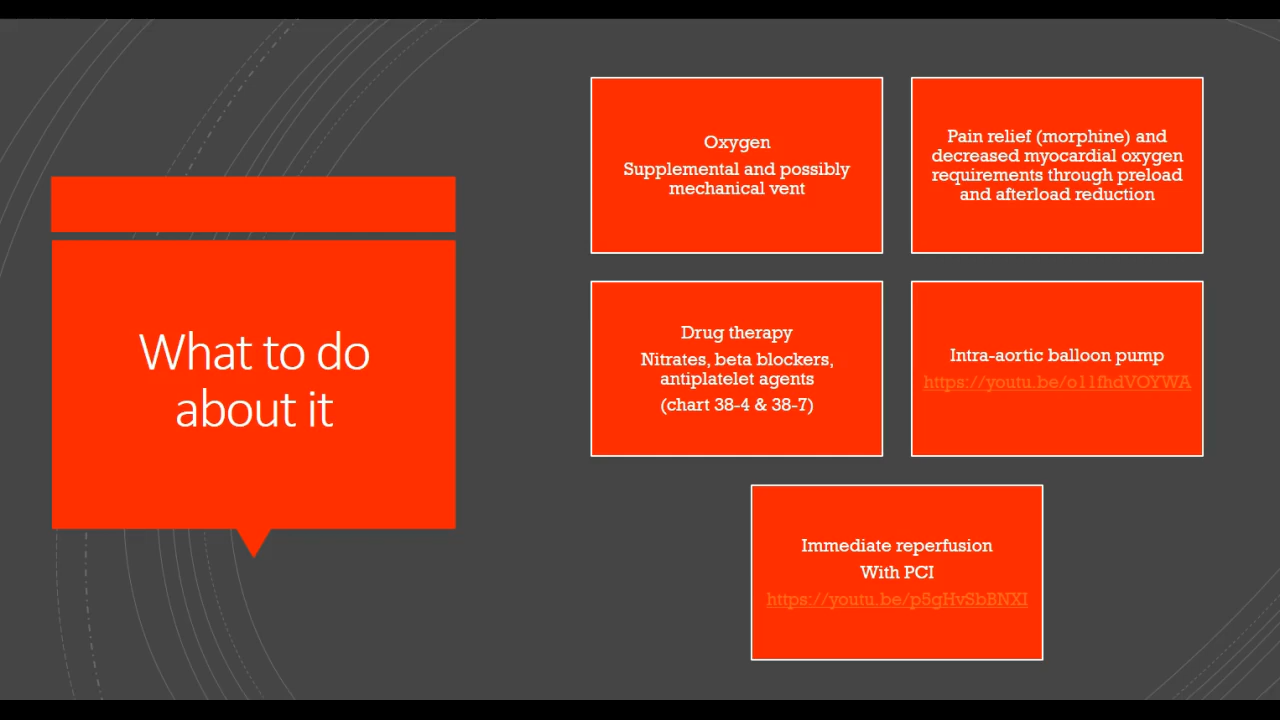 What to do
about it
Oxygen
Supplemental and possibly
mechanical vent
Pain relief (morphine) and
decreased myocardial oxygen
requirements through preload
and afterload reduction
Drug therapy
Nitrates, beta blockers,
antiplatelet agents
(chart 38-4 & 38-7)
Intra-aortic balloon pump
https://youtu.be/o11fhdVOYWA
Immediate reperfusion
With PCI
https://youtu.be/p5gHvSbBNXI